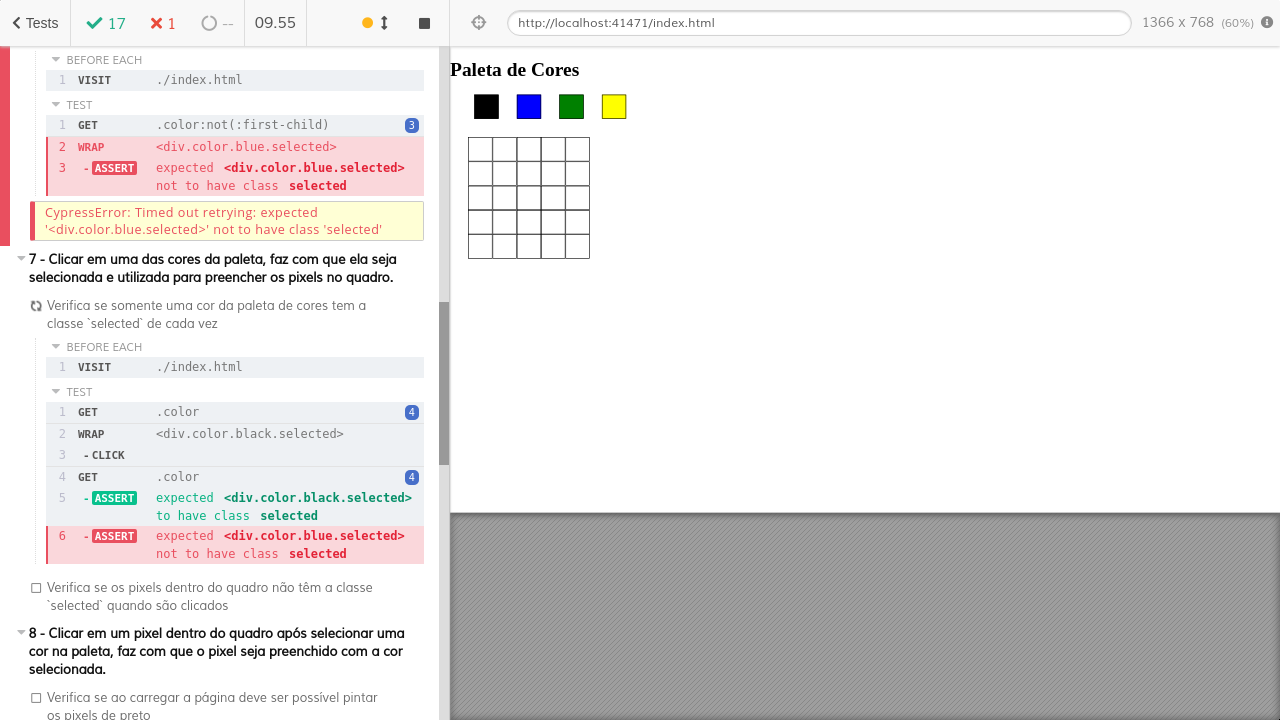 Tests 17 1 -- 09.55 http://localhost:41471/index.html 1366 x 768 (60%)
BEFORE EACH
1 VISIT ./index.html
TEST
1 GET .color:not(:first-child) 3
2 WRAP <div.color.blue.selected>
3 - ASSERT expected <div.color.blue.selected>
not to have class selected
CypressError: Timed out retrying: expected
'<div.color.blue.selected>' not to have class 'selected'
7 - Clicar em uma das cores da paleta, faz com que ela seja
selecionada e utilizada para preencher os pixels no quadro.
Verifica se somente uma cor da paleta de cores tem a
classe `selected` de cada vez
BEFORE EACH
1 VISIT ./index.html
TEST
1 GET .color 4
2 WRAP <div.color.black.selected>
3 - CLICK
4 GET .color 4
5 - ASSERT expected <div.color.black.selected>
to have class selected
6 - ASSERT expected <div.color.blue.selected>
not to have class selected
Verifica se os pixels dentro do quadro não têm a classe
`selected` quando são clicados
8 - Clicar em um pixel dentro do quadro após selecionar uma
cor na paleta, faz com que o pixel seja preenchido com a cor
selecionada.
Verifica se ao carregar a página deve ser possível pintar
os pixels de preto
Paleta de Cores